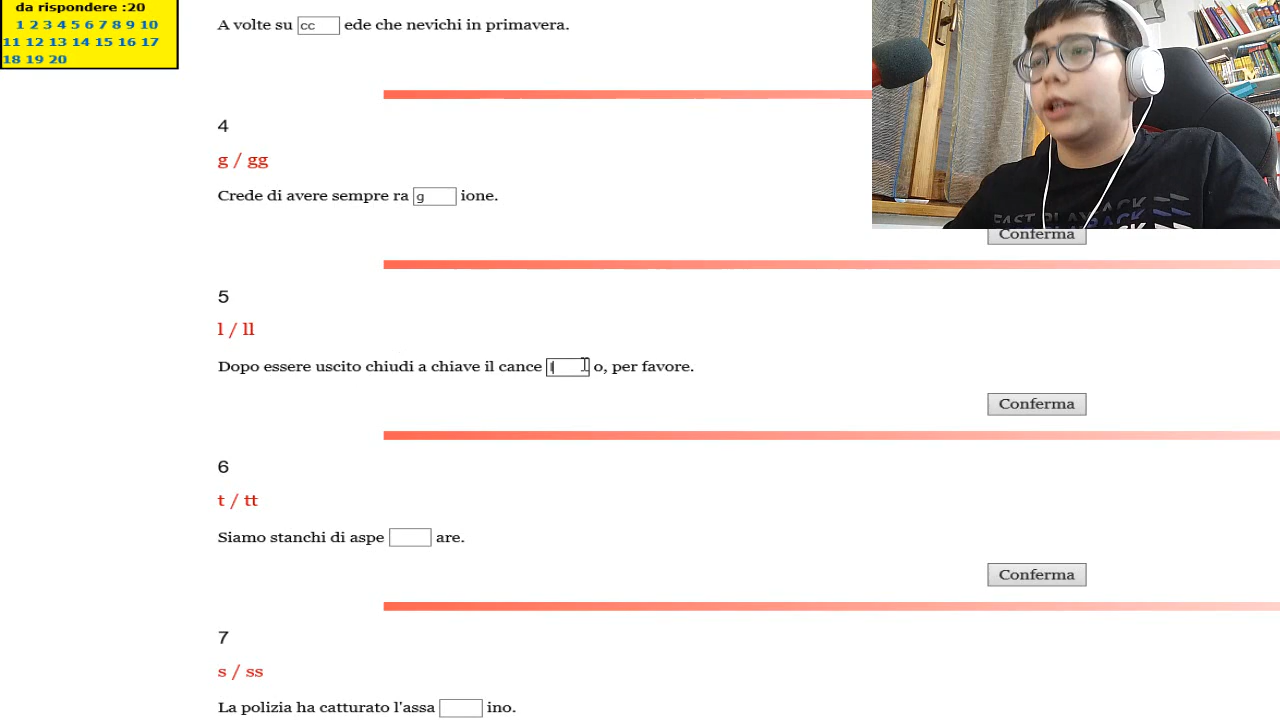 da rispondere :20
1 2 3 4 5 6 7 8 9 10
11 12 13 14 15 16 17
18 19 20
A volte su cc ede che nevichi in primavera.
4
g / gg
Crede di avere sempre ra g ione.
Conferma
5
l / ll
Dopo essere uscito chiudi a chiave il cance l o, per favore.
Conferma
6
t / tt
Siamo stanchi di aspe are.
Conferma
7
s / ss
La polizia ha catturato l'assa ino.